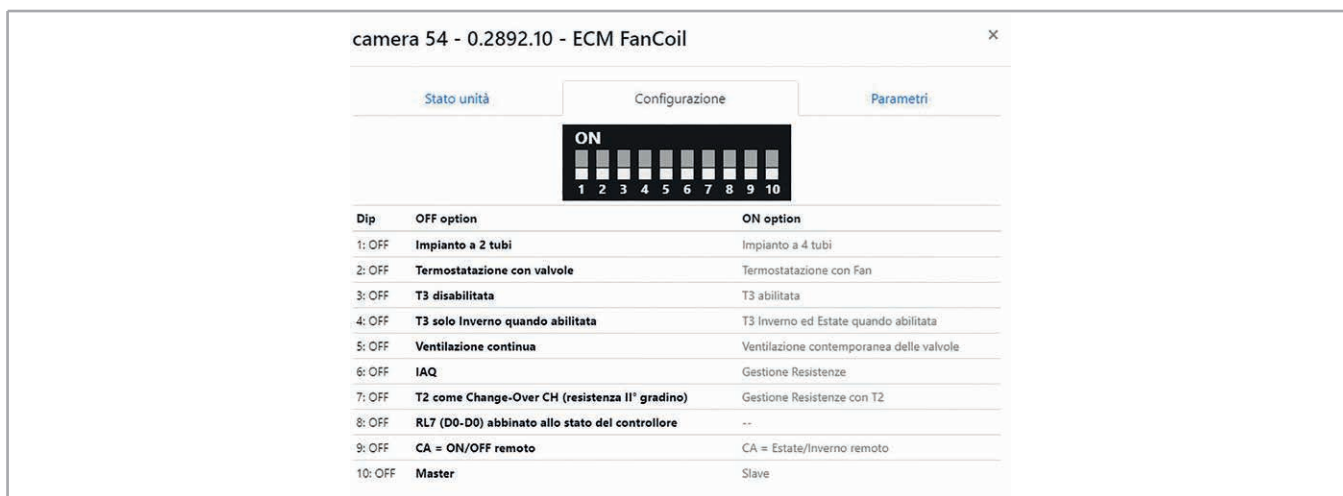 camera 54 - 0.2892.10 - ECM FanCoil ×
Stato unità Configurazione Parametri
ON
1 2 3 4 5 6 7 8 9 10
Dip OFF option ON option
1: OFF Impianto a 2 tubi Impianto a 4 tubi
2: OFF Termostatazione con valvole Termostatazione con Fan
3: OFF T3 disabilitata T3 abilitata
4: OFF T3 solo Inverno quando abilitata T3 Inverno ed Estate quando abilitata
5: OFF Ventilazione continua Ventilazione contemporanea delle valvole
6: OFF IAQ Gestione Resistenze
7: OFF T2 come Change-Over CH (resistenza II° gradino) Gestione Resistenze con T2
8: OFF RL7 (D0-D0) abbinato allo stato del controllore --
9: OFF CA = ON/OFF remoto CA = Estate/Inverno remoto
10: OFF Master Slave